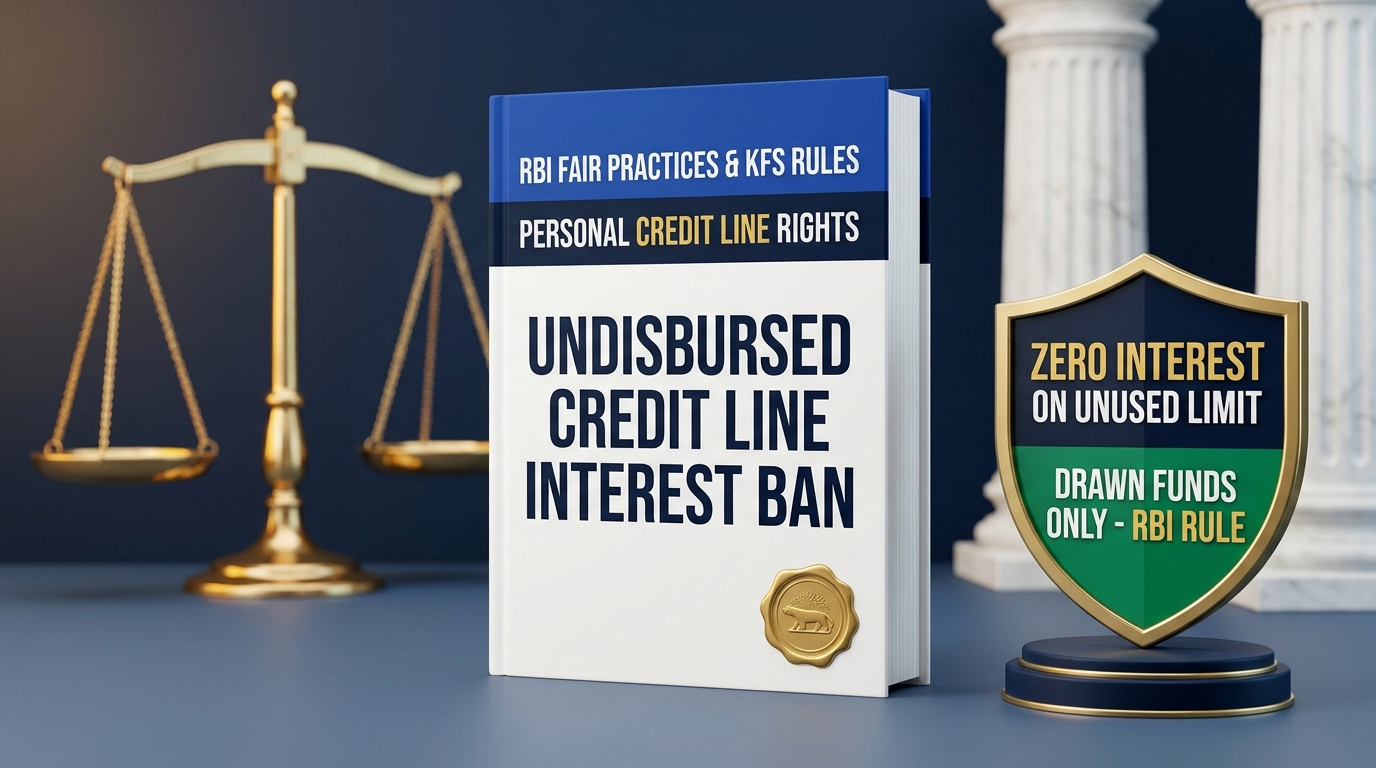 RBI FAIR PRACTICES & KFS RULES
PERSONAL CREDIT LINE RIGHTS
UNDISBURSED
CREDIT LINE
INTEREST BAN
ZERO INTEREST
ON UNUSED LIMIT
DRAWN FUNDS
ONLY - RBI RULE